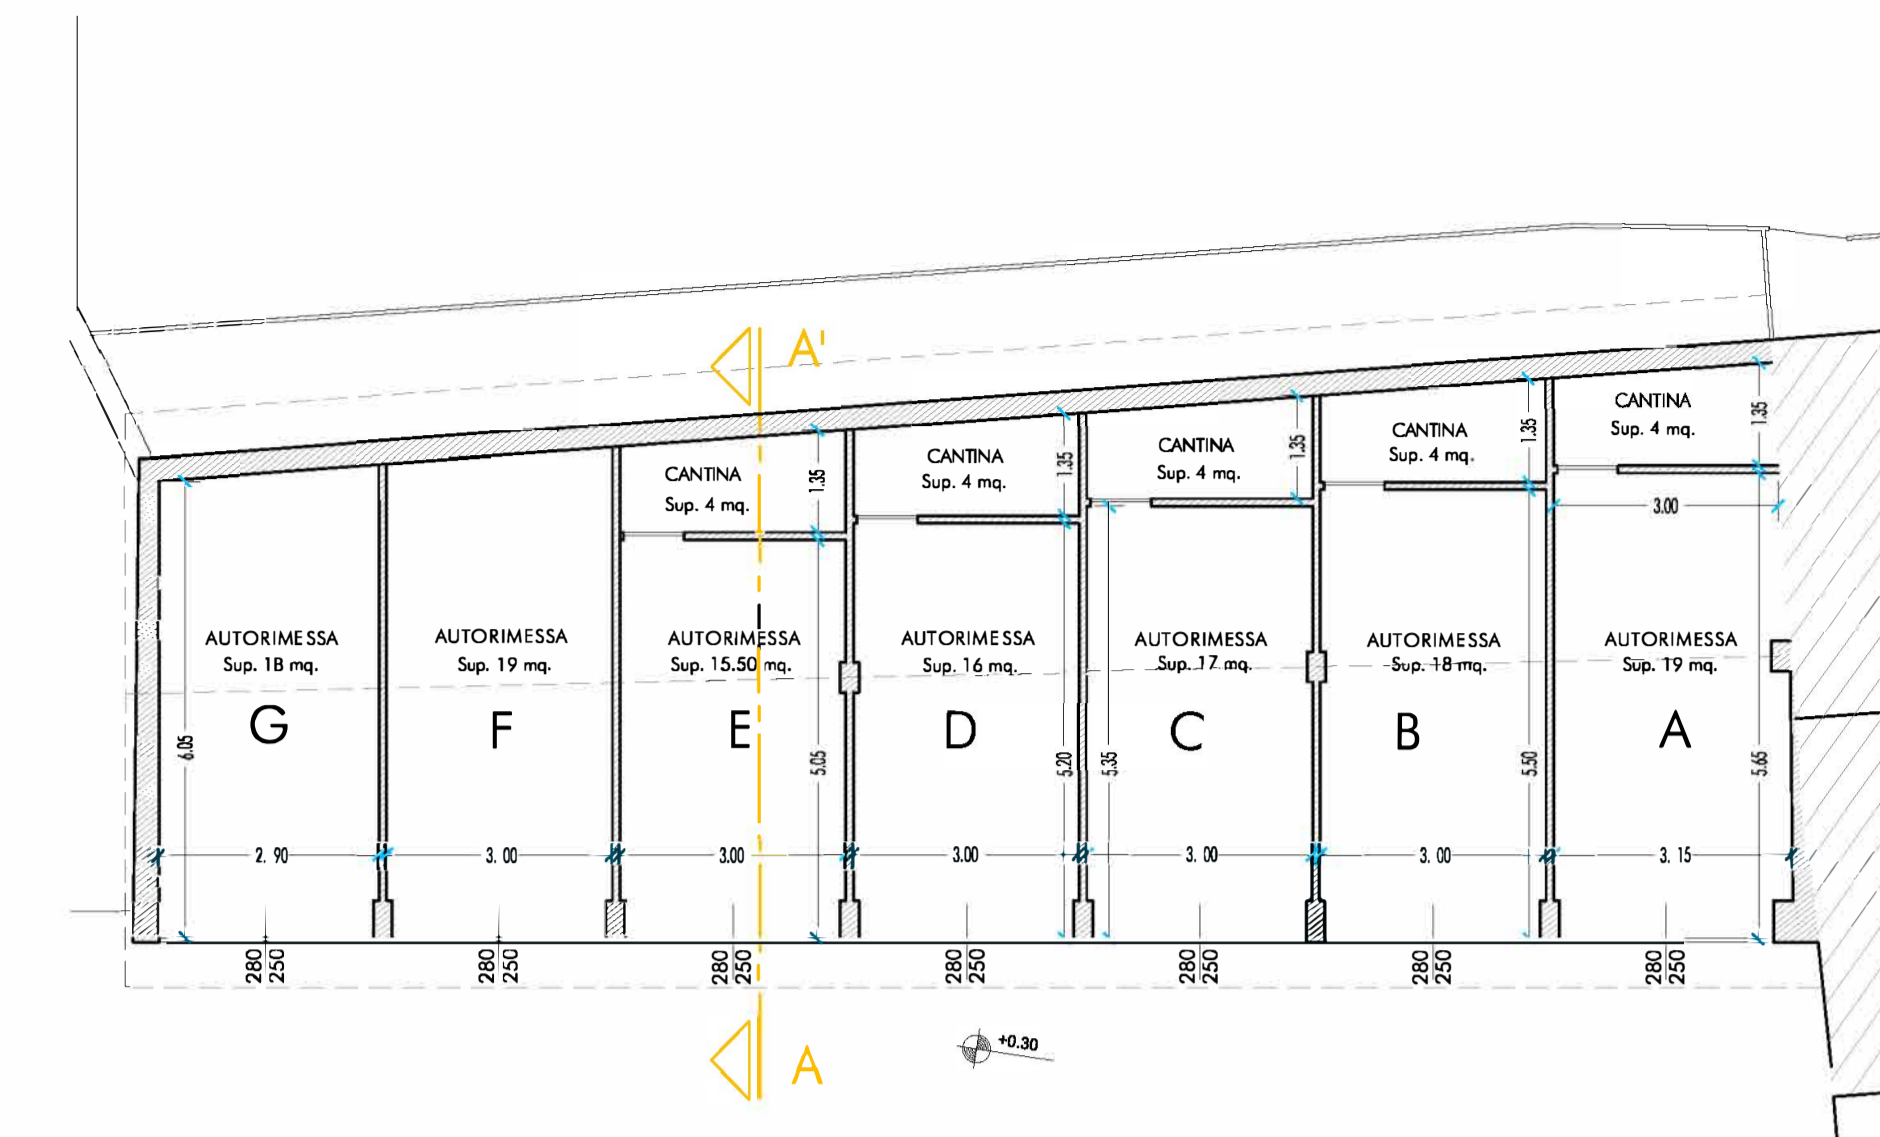 A'
CANTINA
Sup. 4 mq.
1.35
CANTINA
Sup. 4 mq.
1.35
CANTINA
Sup. 4 mq.
1.35
CANTINA
Sup. 4 mq.
1.35
CANTINA
Sup. 4 mq.
1.35
3.00
AUTORIMESSA
Sup. 18 mq.
AUTORIMESSA
Sup. 19 mq.
AUTORIMESSA
Sup. 15.50 mq.
AUTORIMESSA
Sup. 16 mq.
AUTORIMESSA
Sup. 17 mq.
AUTORIMESSA
Sup. 18 mq.
AUTORIMESSA
Sup. 19 mq.
G
F
E
D
C
B
A
6.05
5.05
5.20
5.35
5.50
5.65
2.90
3.00
3.00
3.00
3.00
3.00
3.15
280
250
280
250
280
250
280
250
280
250
280
250
280
250
+0.30
A